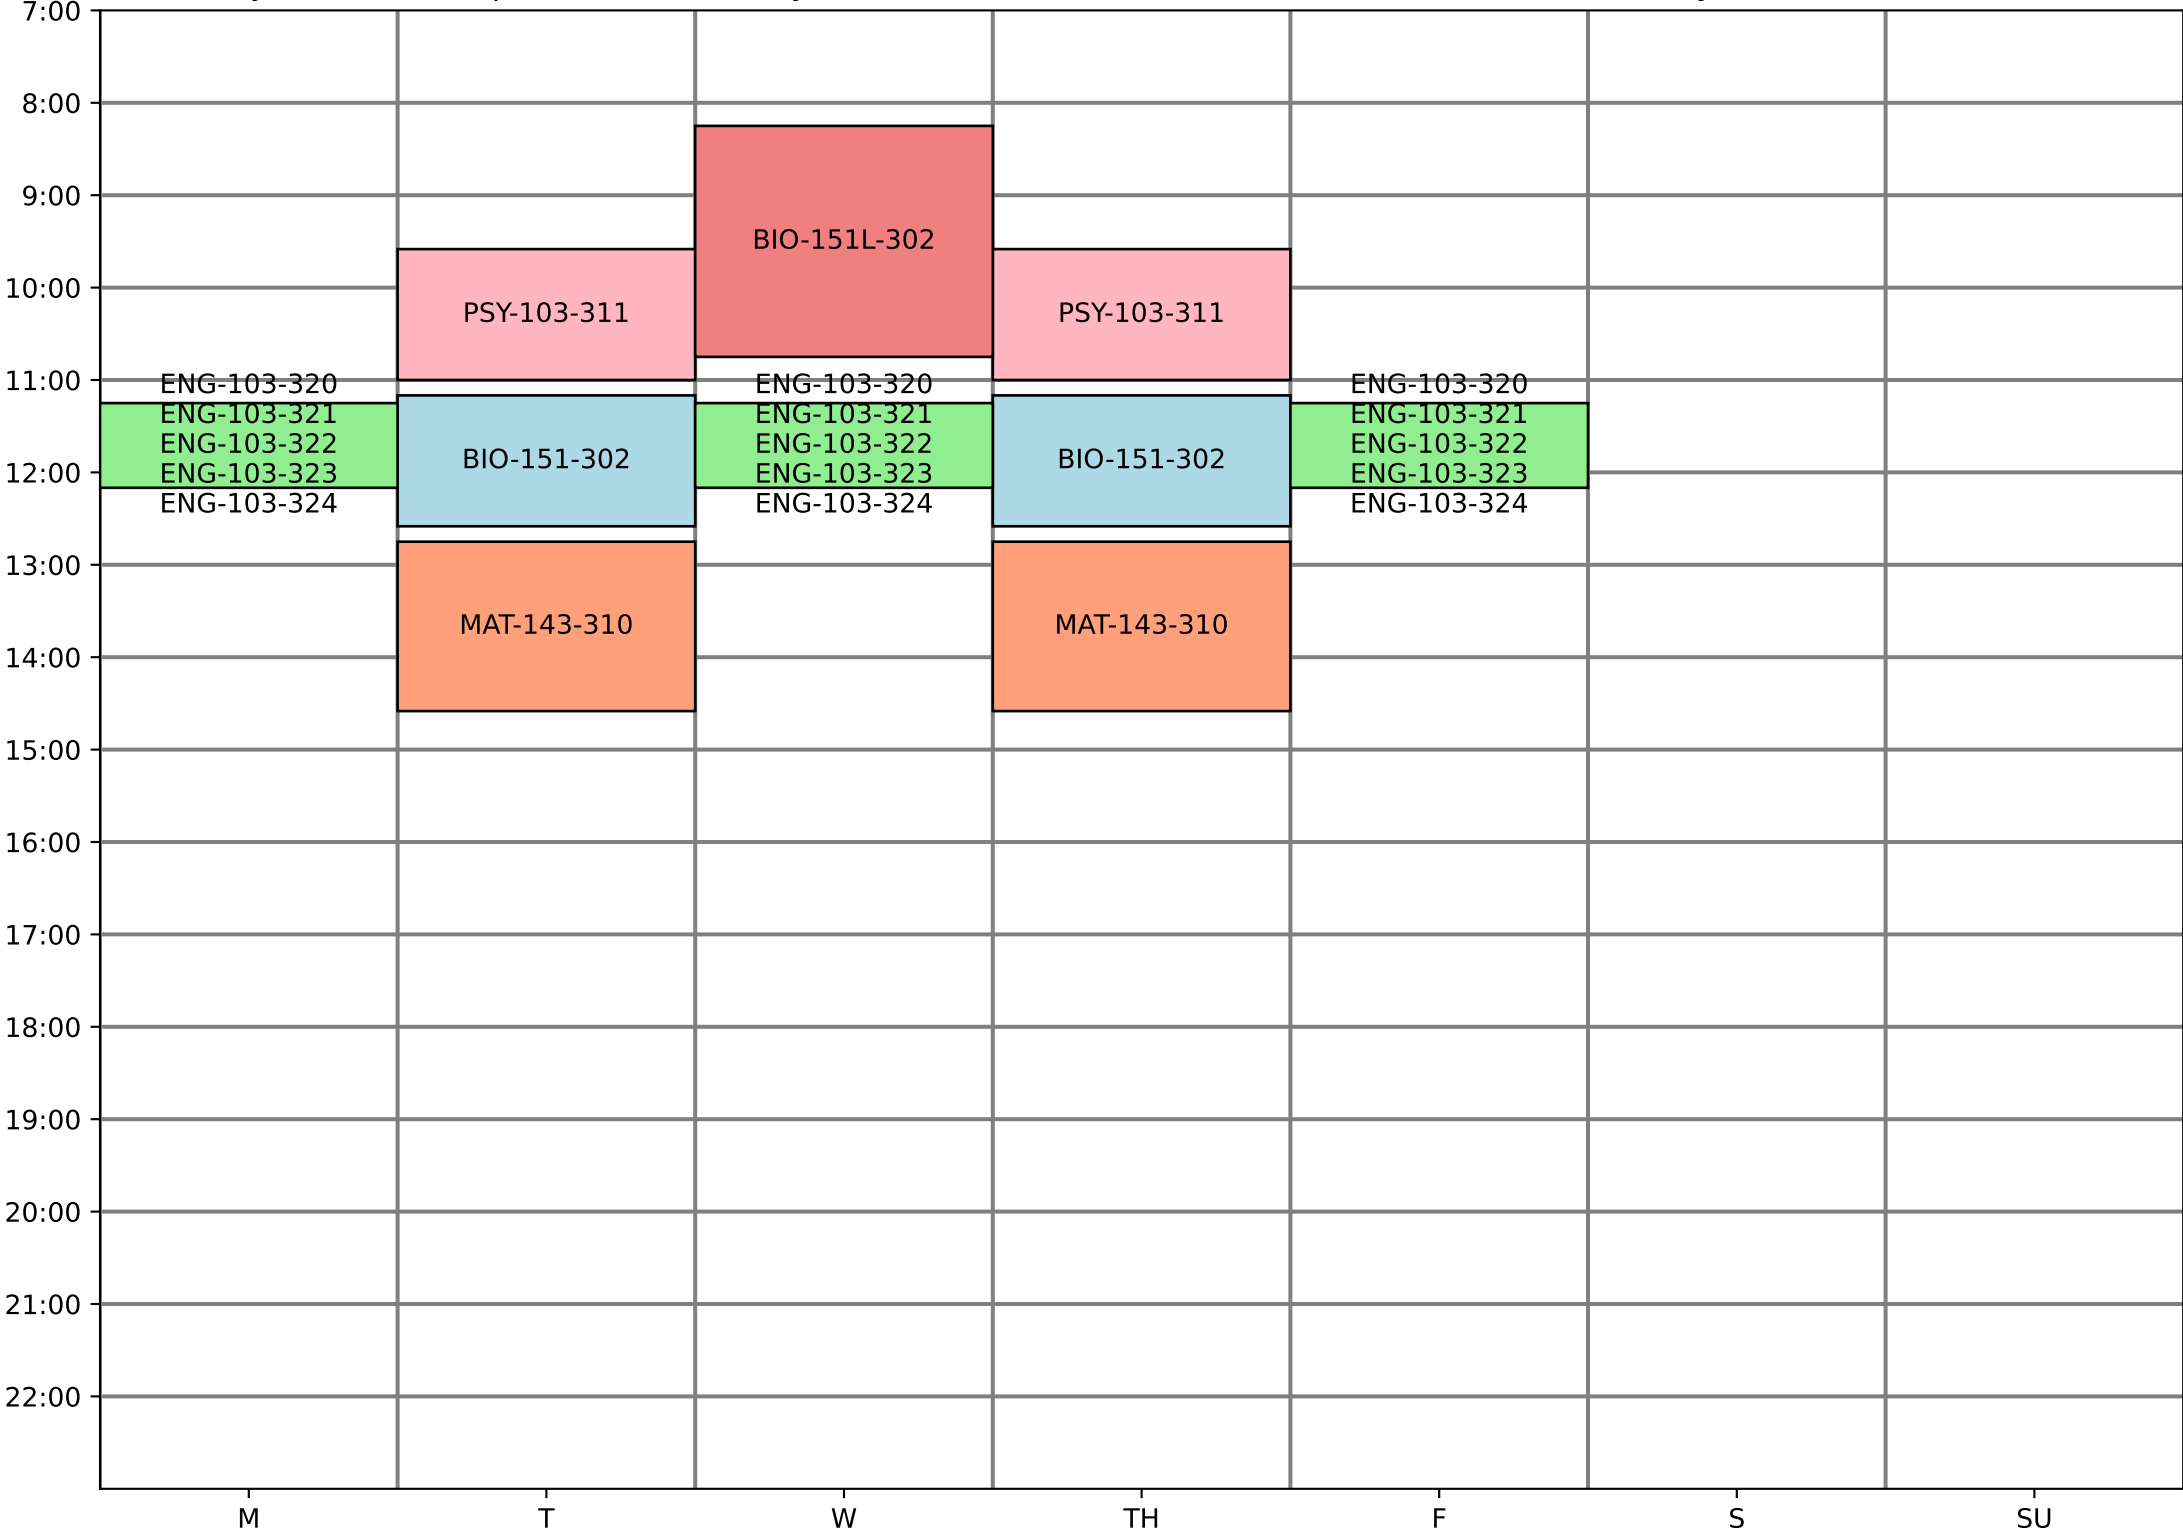 7:00
8:00
9:00
10:00
11:00
12:00
13:00
14:00
15:00
16:00
17:00
18:00
19:00
20:00
21:00
22:00
ENG-103-320
ENG-103-321
ENG-103-322
ENG-103-323
ENG-103-324
PSY-103-311
BIO-151-302
MAT-143-310
BIO-151L-302
ENG-103-320
ENG-103-321
ENG-103-322
ENG-103-323
ENG-103-324
PSY-103-311
BIO-151-302
MAT-143-310
ENG-103-320
ENG-103-321
ENG-103-322
ENG-103-323
ENG-103-324
M T W TH F S SU